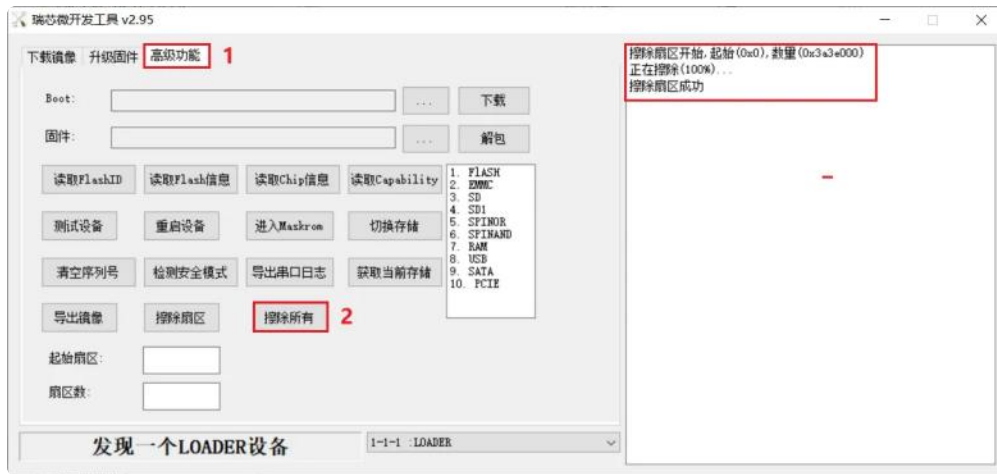 瑞芯微开发工具 v2.95
下载镜像 升级固件 高级功能 1
Boot: ... 下载
固件: ... 解包
读取FlashID 读取Flash信息 读取Chip信息 读取Capability
测试设备 重启设备 进入Maskrom 切换存储
清空序列号 检测安全模式 导出串口日志 获取当前存储
导出镜像 擦除扇区 擦除所有 2
1. FLASH
2. EMMC
3. SD
4. SD1
5. SPINOR
6. SPINAND
7. RAM
8. USB
9. SATA
10. PCIE
起始扇区:
扇区数:
发现一个LOADER设备 1-1-1 :LOADER
擦除扇区开始,起始(0x0),数量(0x3a3e000)
正在擦除(100%)...
擦除扇区成功